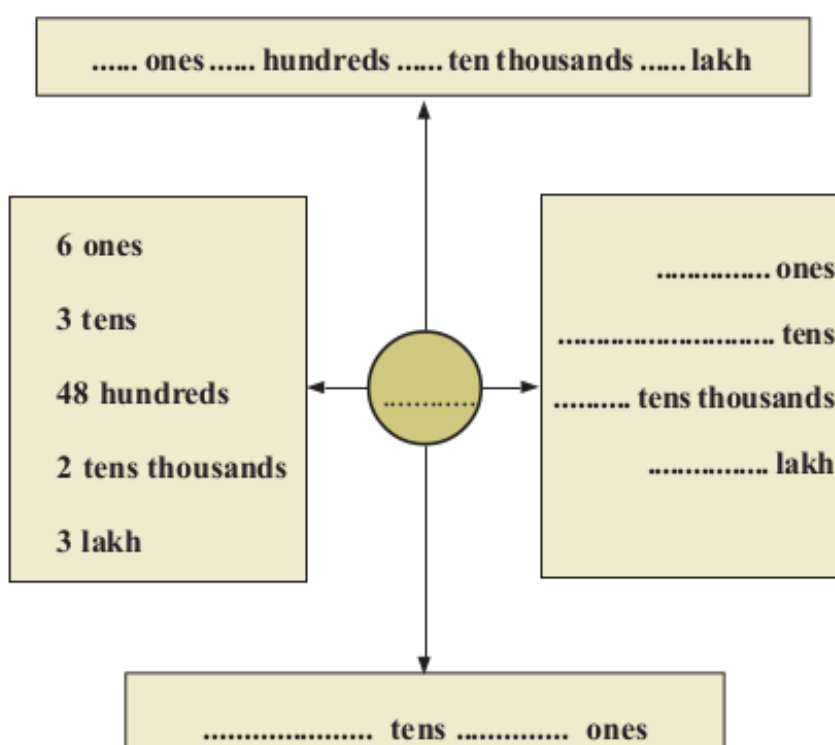 ...... ones ...... hundreds ...... ten thousands ...... lakh
6 ones
3 tens
48 hundreds
2 tens thousands
3 lakh
............
............... ones
............................ tens
.......... tens thousands
................ lakh
...................... tens .............. ones